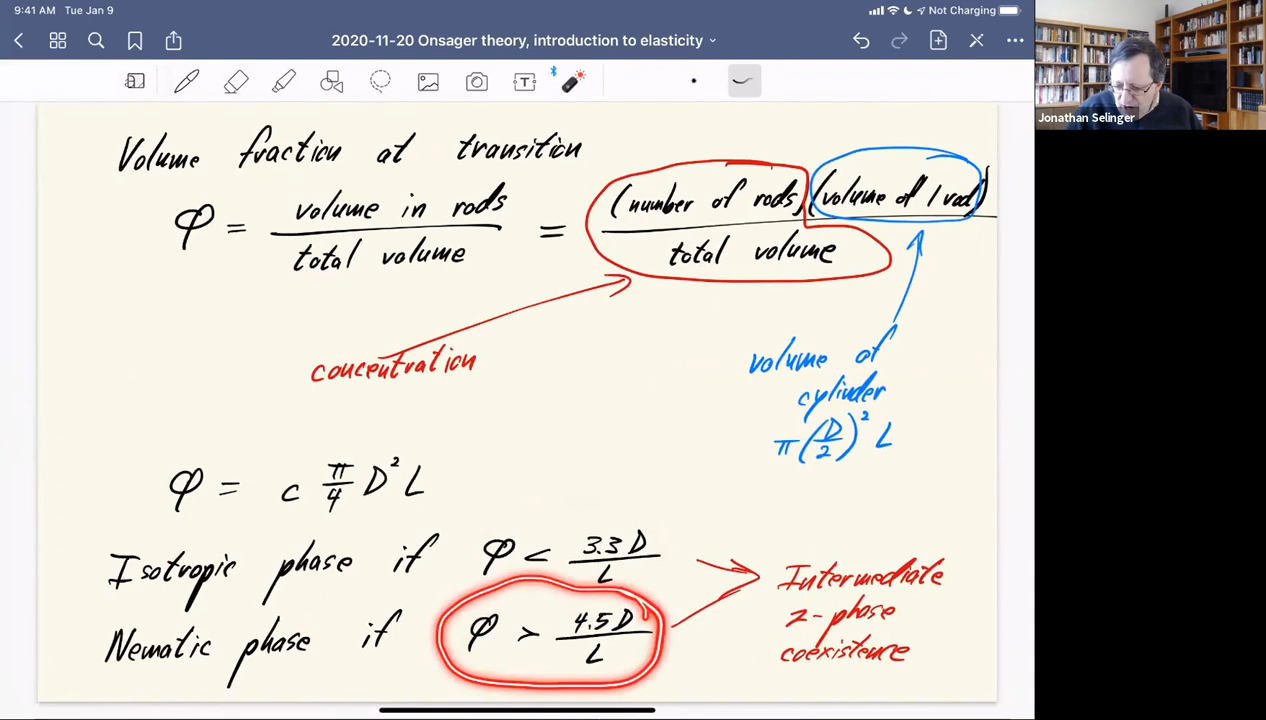 9:41 AM Tue Jan 9
Not Charging
2020-11-20 Onsager theory, introduction to elasticity
Jonathan Selinger
Volume fraction at transition
φ = volume in rods / total volume = (number of rods)(volume of 1 rod) / total volume
concentration
volume of
cylinder
π(D/2)² L
φ = c π/4 D² L
Isotropic phase if φ < 3.3 D / L
Nematic phase if φ > 4.5 D / L
Intermediate
2-phase
coexistence